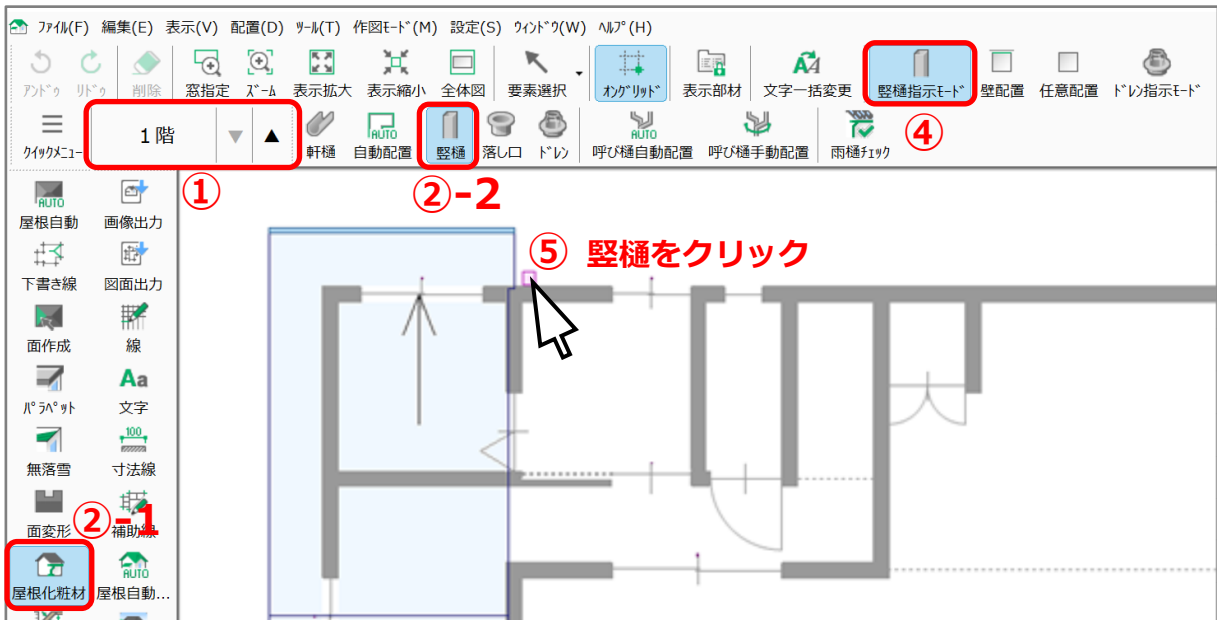 ﾌｧｲﾙ(F) 編集(E) 表示(V) 配置(D) ﾂｰﾙ(T) 作図ﾓｰﾄﾞ(M) 設定(S) ｳｨﾝﾄﾞｳ(W) ﾍﾙﾌﾟ(H)
ｱﾝﾄﾞｩ ﾘﾄﾞｩ 削除 窓指定 ｽﾞｰﾑ 表示拡大 表示縮小 全体図 要素選択 ｵﾝｸﾞﾘｯﾄﾞ 表示部材 文字一括変更 竪樋指示ﾓｰﾄﾞ 壁配置 任意配置 ﾄﾞﾚﾝ指示ﾓｰﾄﾞ
④
ｸｲｯｸﾒﾆｭｰ 1階 ▼ ▲ 軒樋 AUTO 自動配置 竪樋 落し口 ﾄﾞﾚﾝ AUTO 呼び樋自動配置 呼び樋手動配置 雨樋ﾁｪｯｸ
① ②-2
AUTO
屋根自動 画像出力
⑤ 竪樋をクリック
下書き線 図面出力
面作成 線
Aa
ﾊﾟﾗﾍﾟｯﾄ 文字
100
無落雪 寸法線
②-1
面変形 補助線
AUTO
屋根化粧材 屋根自動...